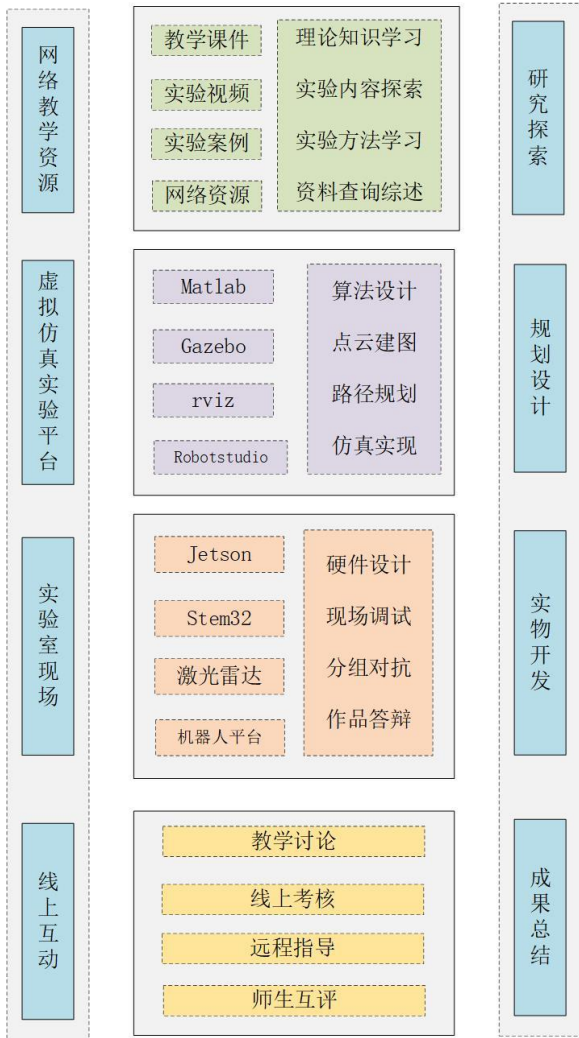 网络教学资源
教学课件
实验视频
实验案例
网络资源
理论知识学习
实验内容探索
实验方法学习
资料查询综述
研究探索
虚拟仿真实验平台
Matlab
Gazebo
rviz
Robotstudio
算法设计
点云建图
路径规划
仿真实现
规划设计
实验室现场
Jetson
Stem32
激光雷达
机器人平台
硬件设计
现场调试
分组对抗
作品答辩
实物开发
线上互动
教学讨论
线上考核
远程指导
师生互评
成果总结